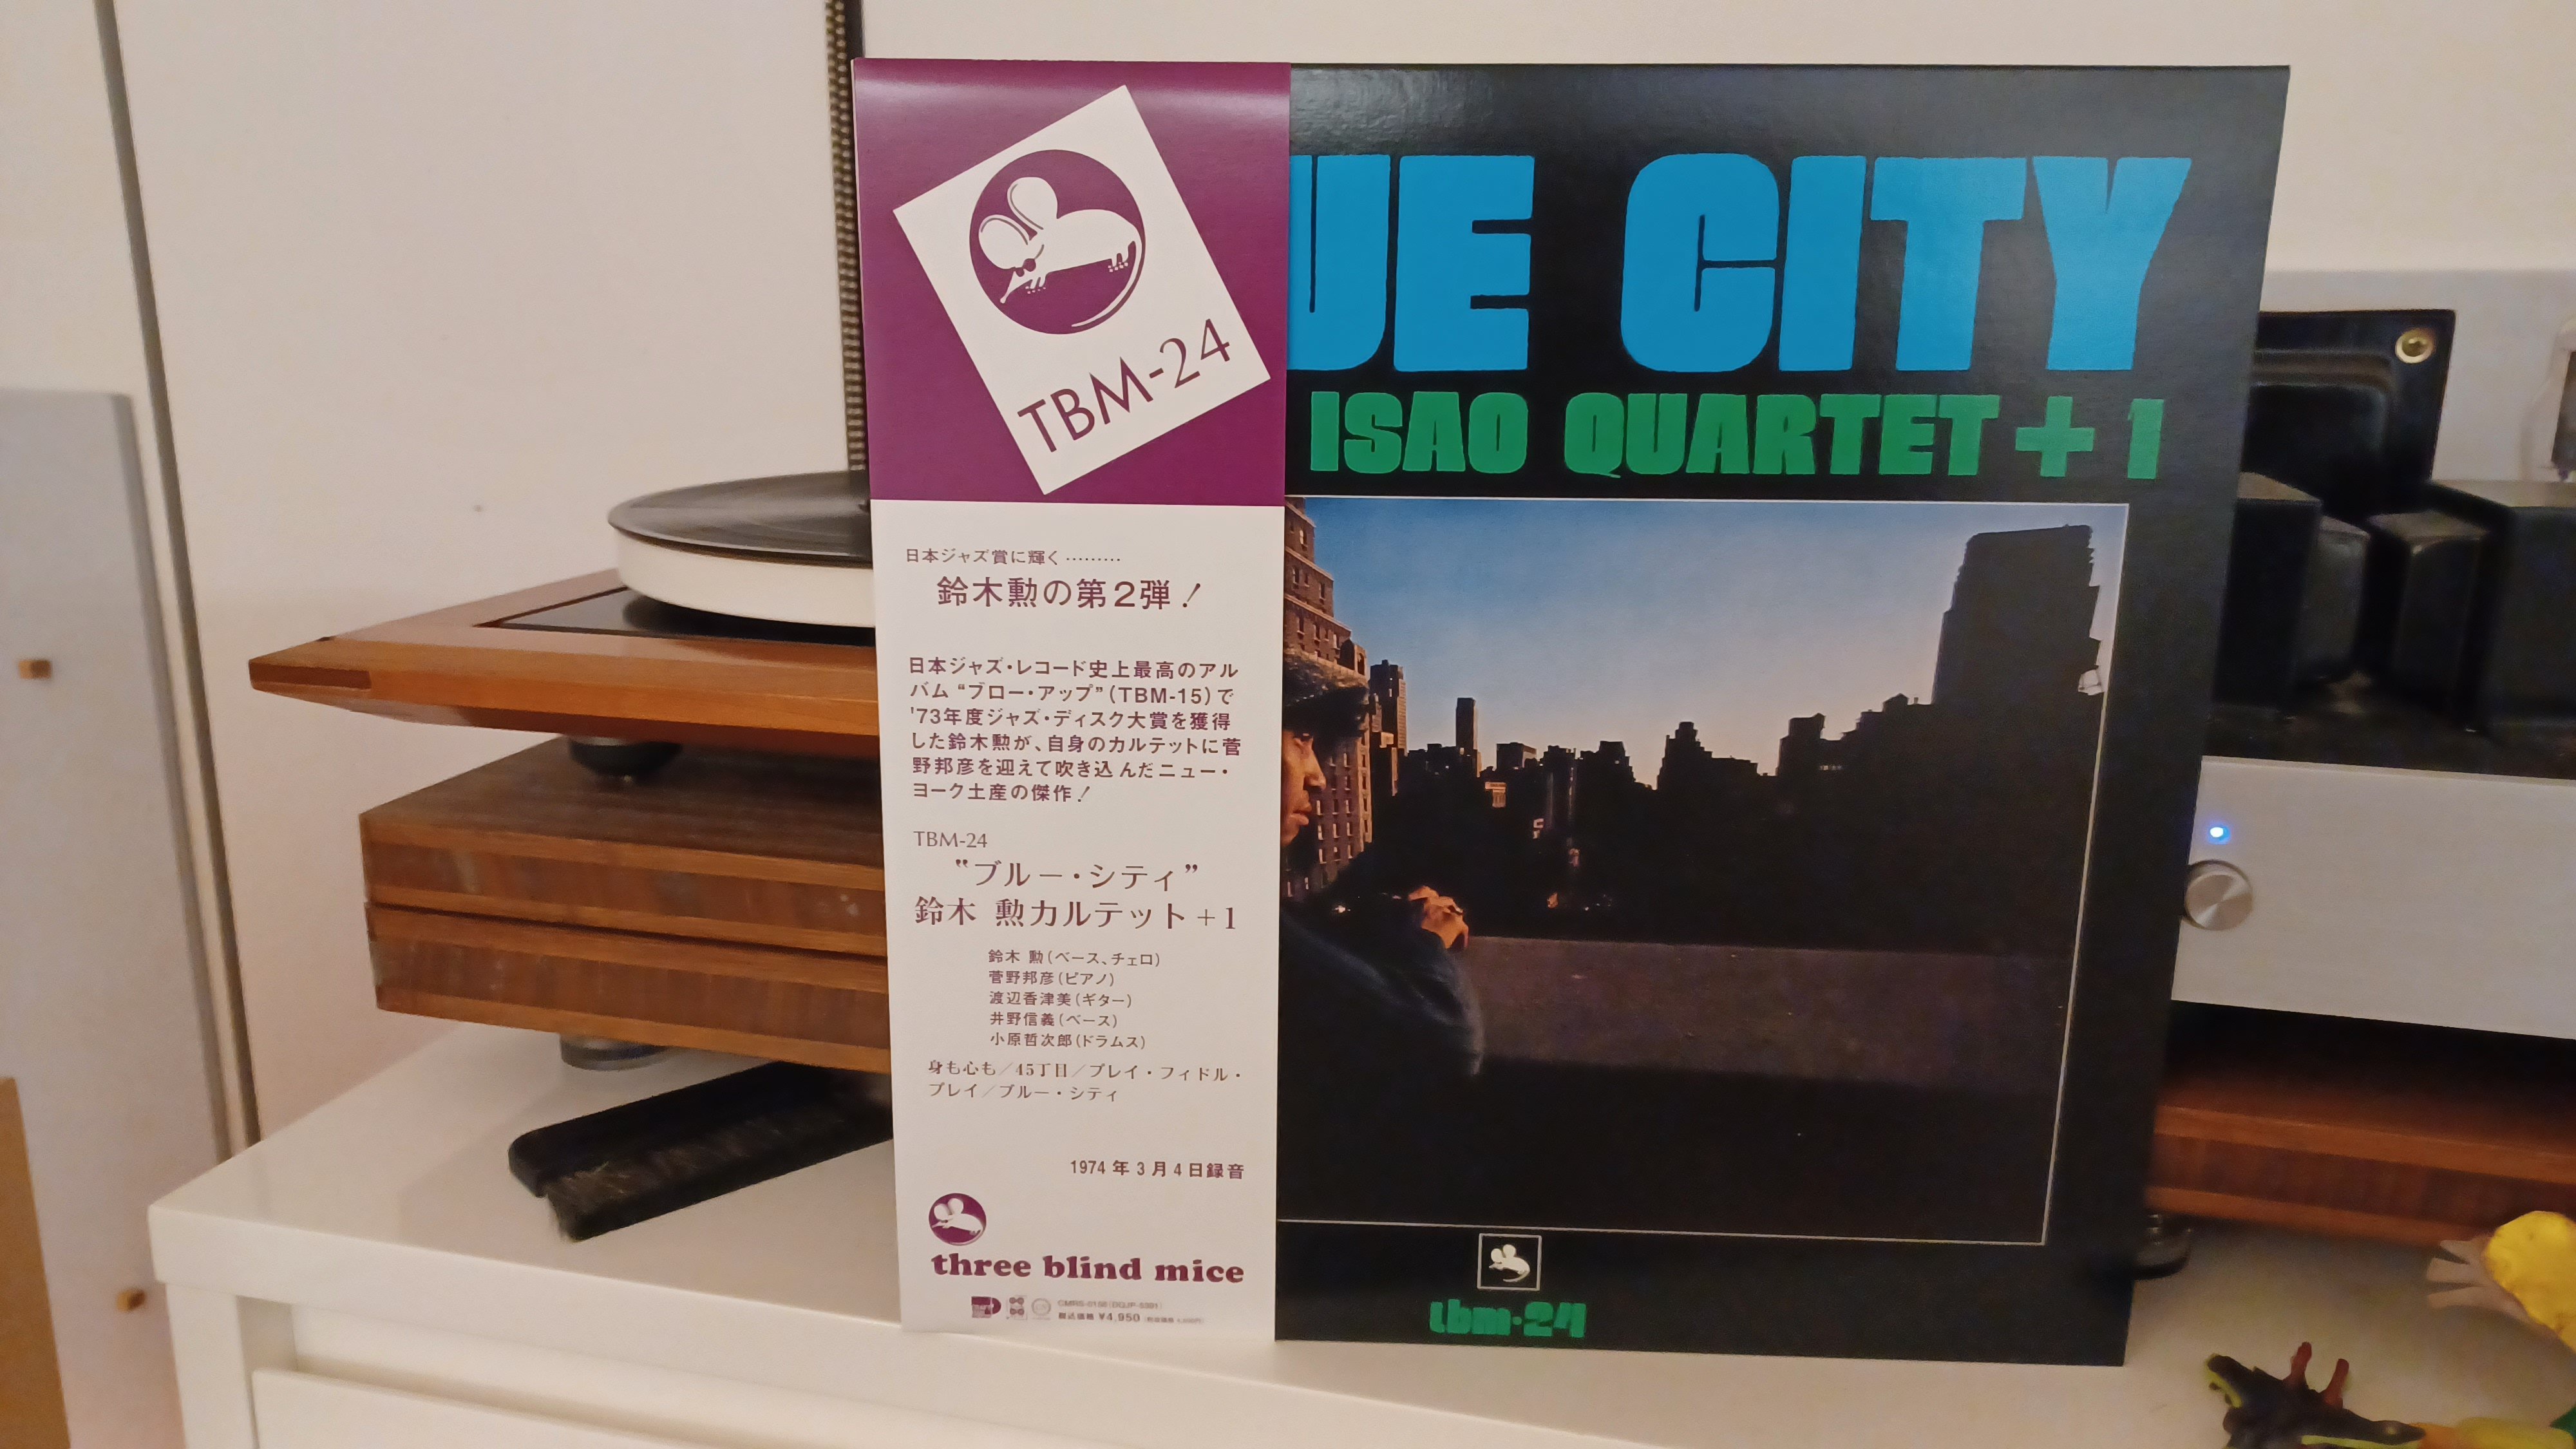 TBM-24
日本ジャズ賞に輝く………
鈴木勲の第2弾！
日本ジャズ・レコード史上最高のアル
バム“ブロー・アップ”（TBM-15）で
'73年度ジャズ・ディスク大賞を獲得
した鈴木勲が、自身のカルテットに菅
野邦彦を迎えて吹き込んだニュー・
ヨーク土産の傑作！
TBM-24
“ブルー・シティ”
鈴木 勲カルテット+1
鈴木 勲（ベース、チェロ）
菅野邦彦（ピアノ）
渡辺香津美（ギター）
井野信義（ベース）
小原哲次郎（ドラムス）
身も心も／45丁目／プレイ・フィドル・
プレイ／ブルー・シティ
1974年3月4日録音
three blind mice
税込価格 ¥4,950
UE CITY
ISAO QUARTET+1
tbm-24